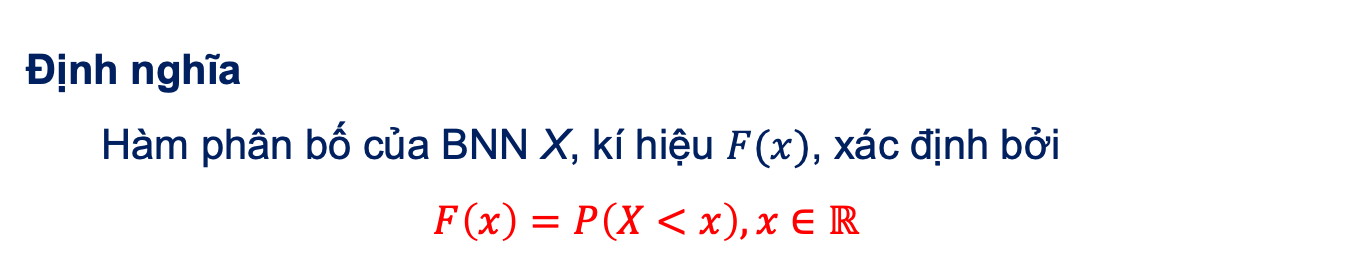 Định nghĩa
Hàm phân bố của BNN X, kí hiệu F(x), xác định bởi
F(x) = P(X < x), x ∈ ℝ